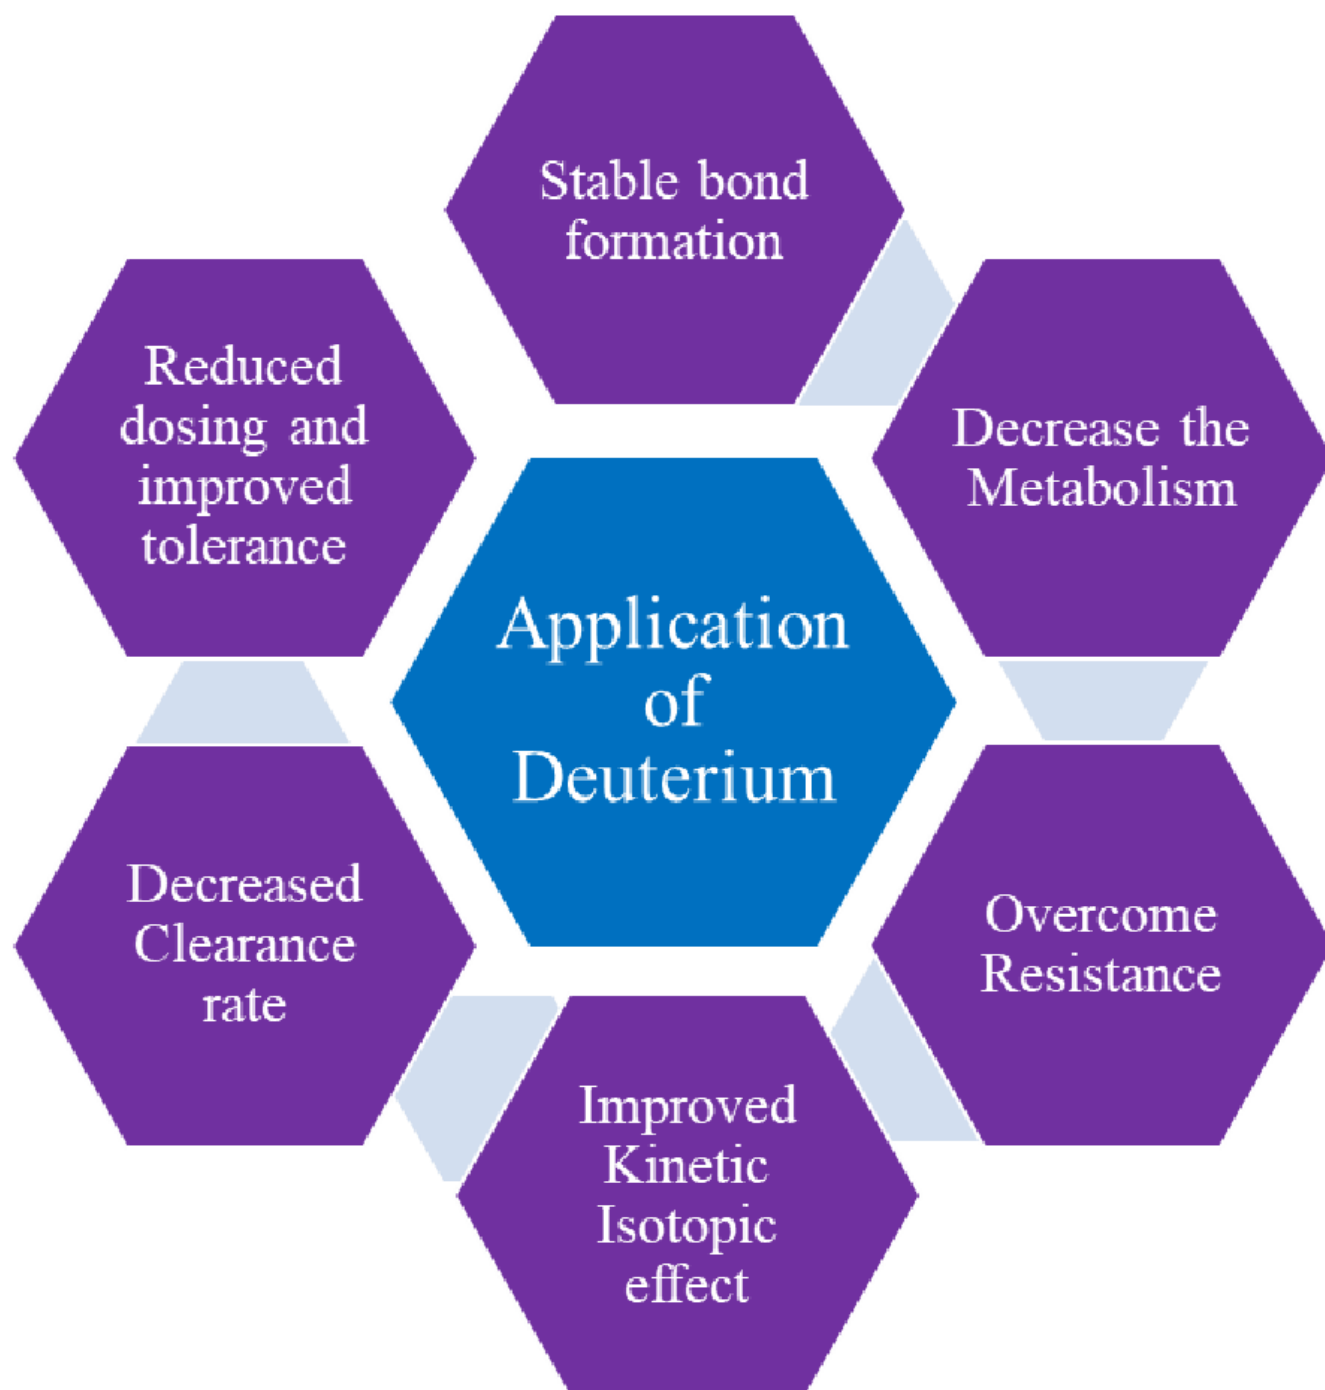 Stable bond
formation
Decrease the
Metabolism
Overcome
Resistance
Improved
Kinetic
Isotopic
effect
Decreased
Clearance
rate
Reduced
dosing and
improved
tolerance
Application
of
Deuterium